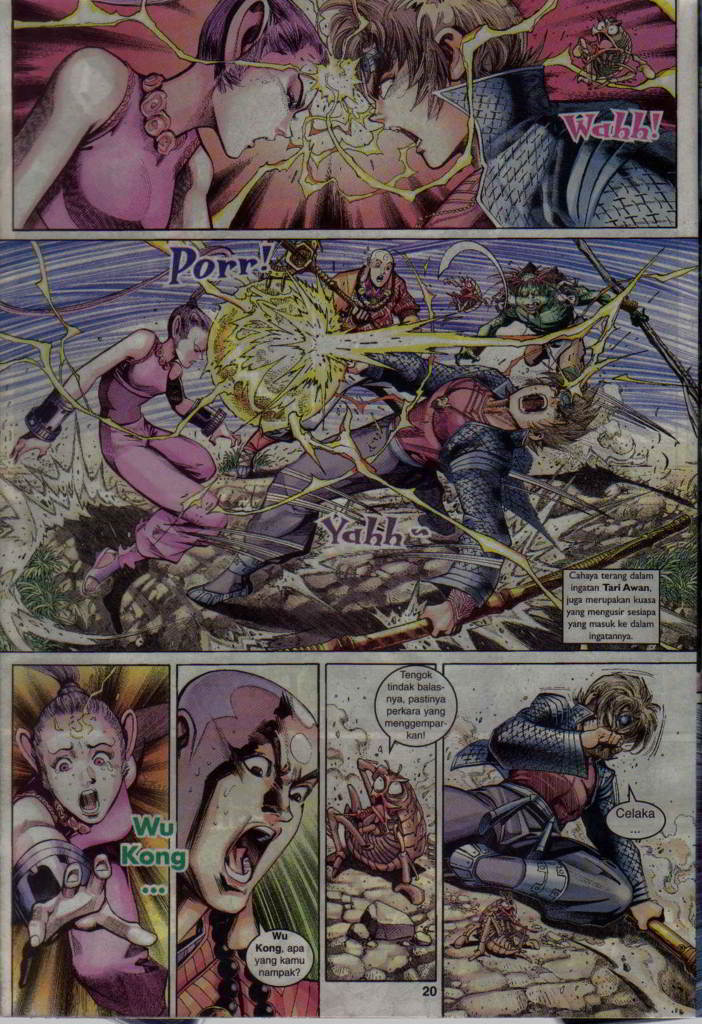 Wahh!
Porr!
Yahh~
Cahaya terang dalam
ingatan Tari Awan,
juga merupakan kuasa
yang mengusir sesiapa
yang masuk ke dalam
ingatannya.
Wu
Kong
...
Wu
Kong, apa
yang kamu
nampak?
Tengok
tindak balas-
nya, pastinya
perkara yang
menggempar-
kan!
Celaka
...
20